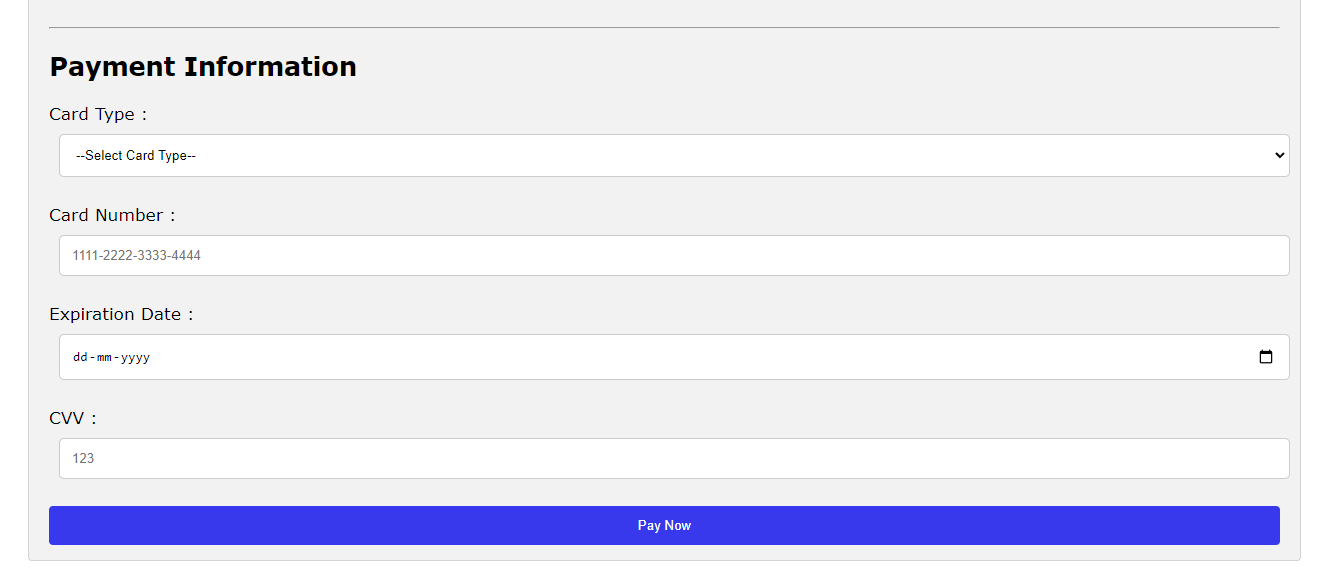 Payment Information
Card Type :
--Select Card Type--
Card Number :
1111-2222-3333-4444
Expiration Date :
dd-mm-yyyy
CVV :
123
Pay Now